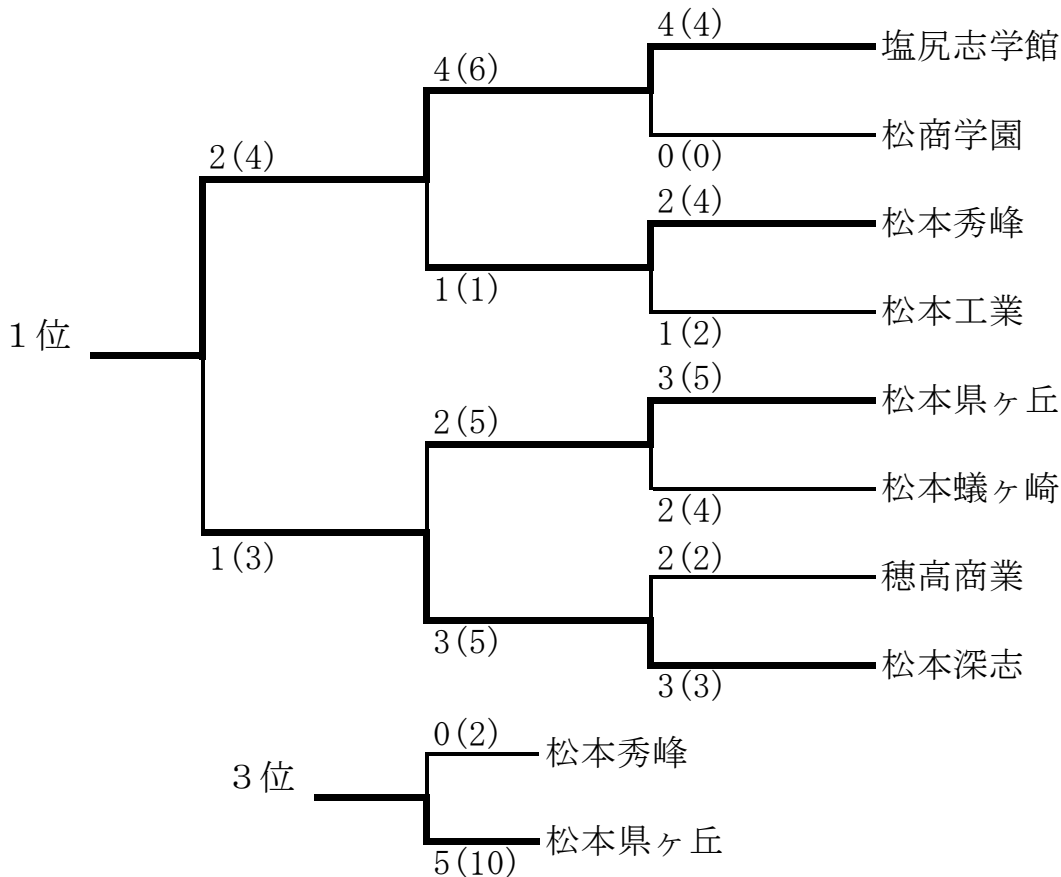 4(4)
塩尻志学館
4(6)
松商学園
0(0)
2(4)
2(4)
松本秀峰
1(1)
松本工業
1(2)
１位
3(5)
松本県ヶ丘
2(5)
松本蟻ヶ崎
2(4)
1(3)
2(2)
穂高商業
3(5)
松本深志
3(3)
0(2)
松本秀峰
３位
松本県ヶ丘
5(10)